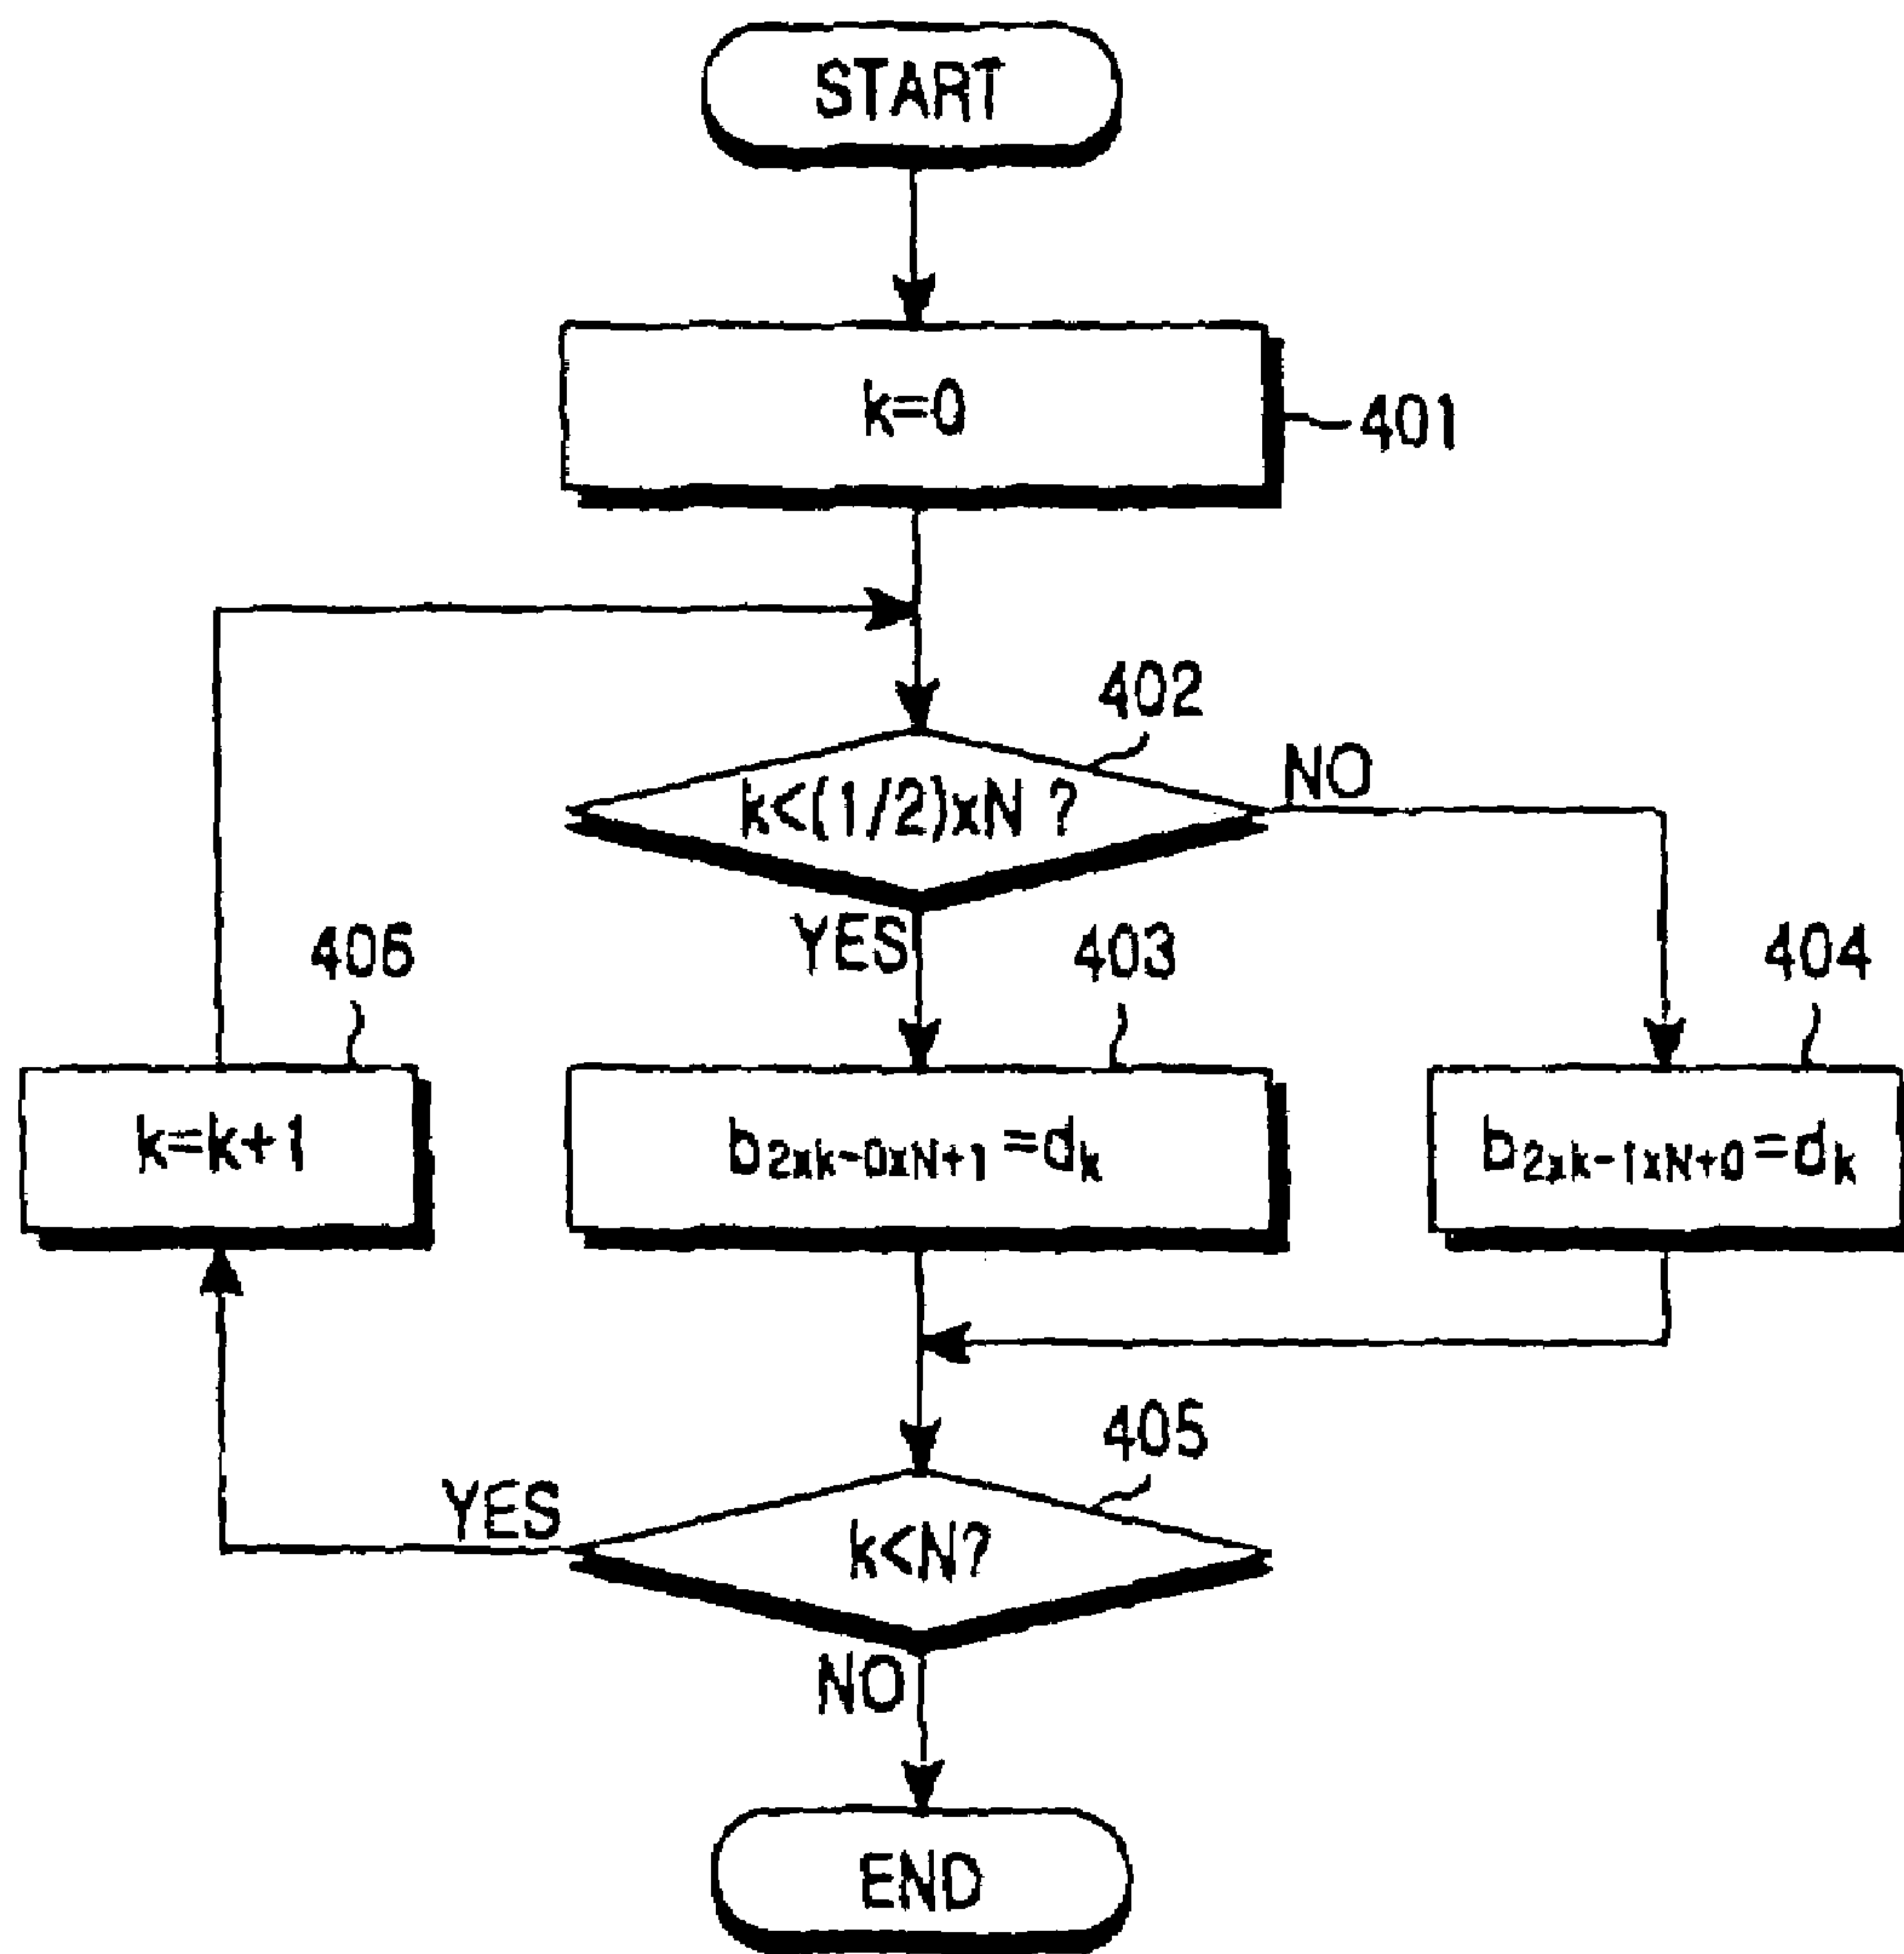 START
k=0
401
402
k<(1/2)xN ?
NO
YES
406
403
404
k=k+1
b2xk-0xN+1 =dk
b2xk-1xN+0=dk
405
YES
k<N?
NO
END